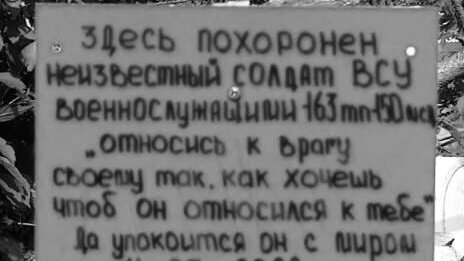 Здесь похоронен
неизвестный солдат ВСУ
военнослужащими 163 тп 150 мсд
„относись к врагу
своему так, как хочешь
чтоб он относился к тебе"
Да упокоится он с миром